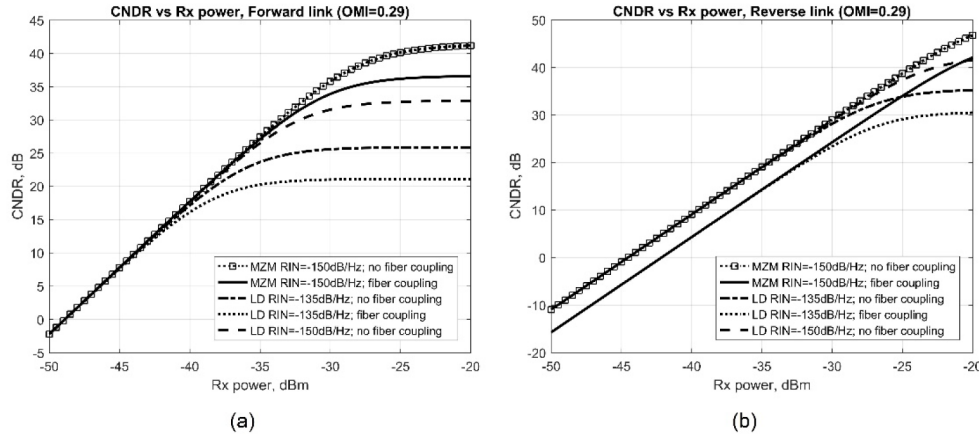 CNDR vs Rx power, Forward link (OMI=0.29)
45
40
35
30
25
20
15
10
5
0
-5
CNDR, dB
MZM RIN=-150dB/Hz; no fiber coupling
MZM RIN=-150dB/Hz; fiber coupling
LD RIN=-135dB/Hz; no fiber coupling
LD RIN=-135dB/Hz; fiber coupling
LD RIN=-150dB/Hz; no fiber coupling
-50 -45 -40 -35 -30 -25 -20
Rx power, dBm
(a)
CNDR vs Rx power, Reverse link (OMI=0.29)
50
40
30
20
10
0
-10
-20
CNDR, dB
MZM RIN=-150dB/Hz; no fiber coupling
MZM RIN=-150dB/Hz; fiber coupling
LD RIN=-135dB/Hz; no fiber coupling
LD RIN=-135dB/Hz; fiber coupling
LD RIN=-150dB/Hz; no fiber coupling
-50 -45 -40 -35 -30 -25 -20
Rx power, dBm
(b)